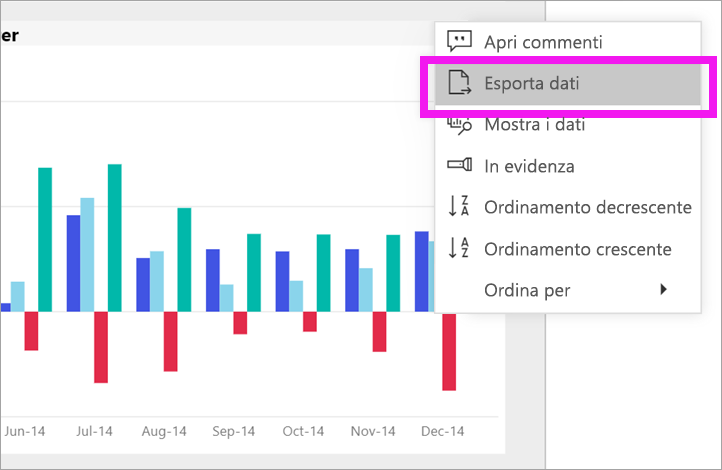 er
Apri commenti
Esporta dati
Mostra i dati
In evidenza
Ordinamento decrescente
Ordinamento crescente
Ordina per
Jun-14 Jul-14 Aug-14 Sep-14 Oct-14 Nov-14 Dec-14